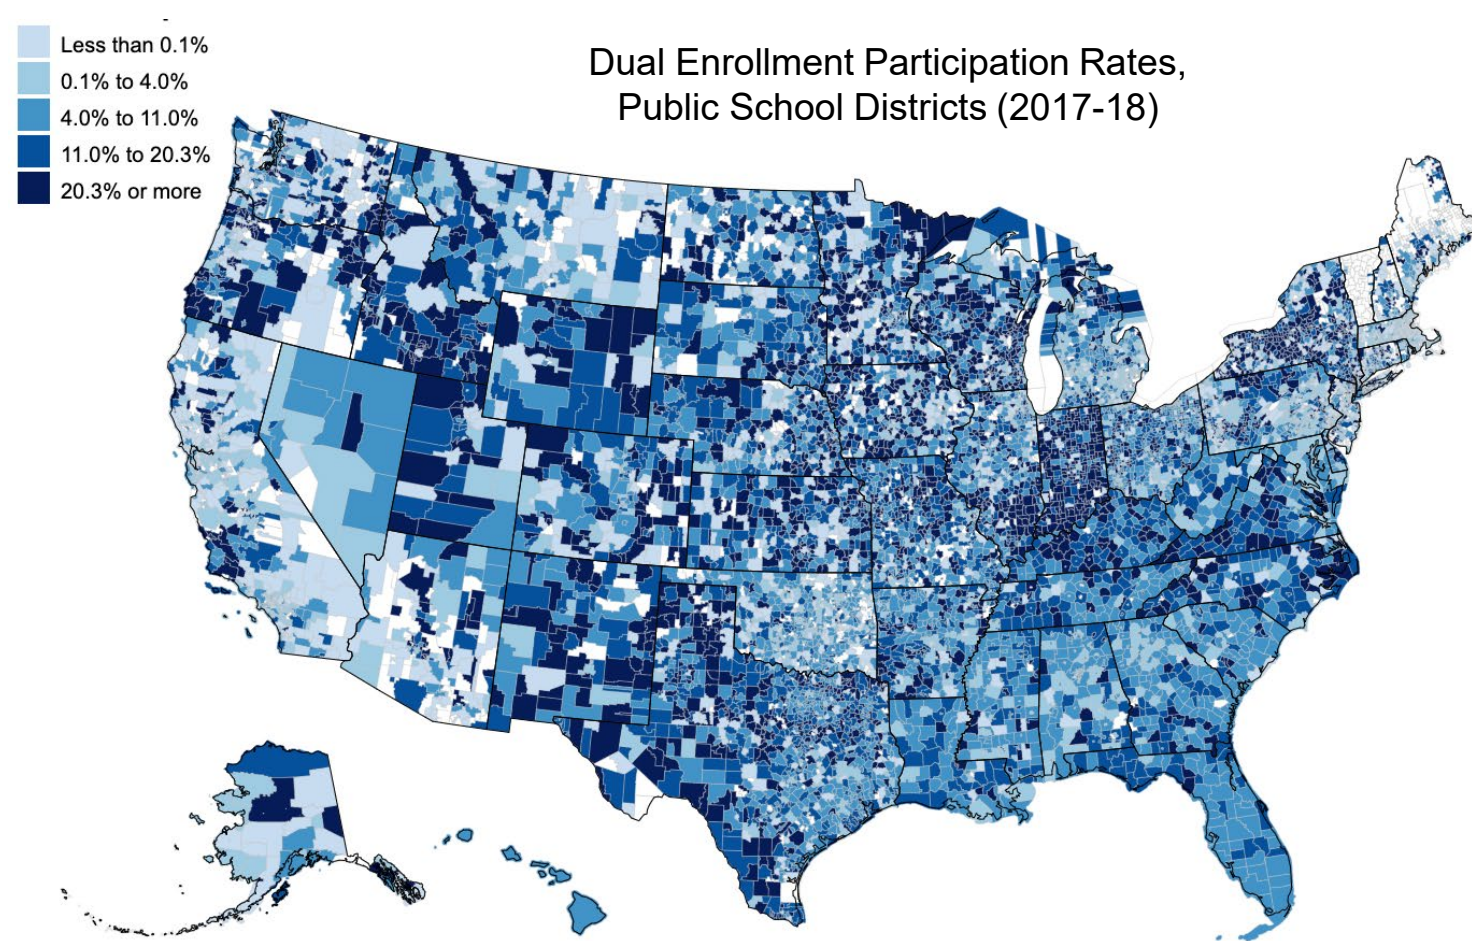 Less than 0.1%
0.1% to 4.0%
4.0% to 11.0%
11.0% to 20.3%
20.3% or more
Dual Enrollment Participation Rates,
Public School Districts (2017-18)